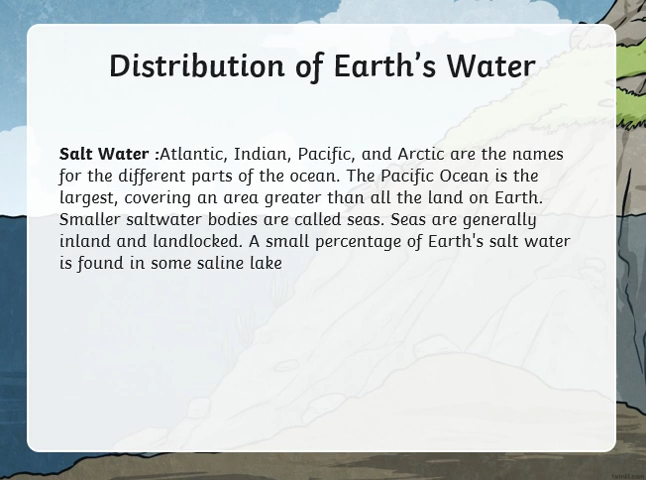 Distribution of Earth's Water
Salt Water :Atlantic, Indian, Pacific, and Arctic are the names
for the different parts of the ocean. The Pacific Ocean is the
largest, covering an area greater than all the land on Earth.
Smaller saltwater bodies are called seas. Seas are generally
inland and landlocked. A small percentage of Earth's salt water
is found in some saline lake